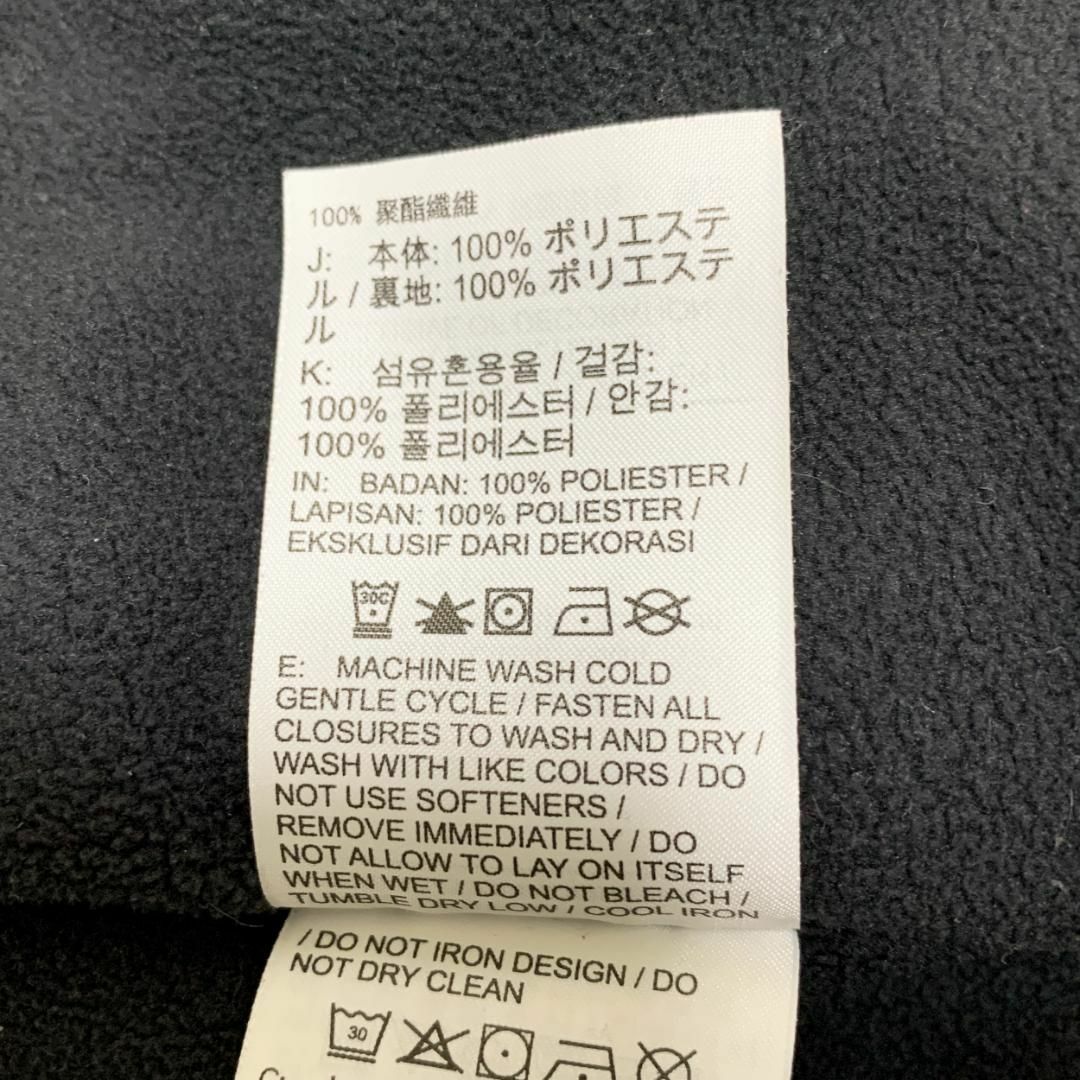 100% 聚酯纖維
J: 本体: 100% ポリエステ
ル / 裏地: 100% ポリエステ
ル
K: 섬유혼용율 / 겉감:
100% 폴리에스터 / 안감:
100% 폴리에스터
IN: BADAN: 100% POLIESTER /
LAPISAN: 100% POLIESTER /
EKSKLUSIF DARI DEKORASI
30C
E: MACHINE WASH COLD
GENTLE CYCLE / FASTEN ALL
CLOSURES TO WASH AND DRY /
WASH WITH LIKE COLORS / DO
NOT USE SOFTENERS /
REMOVE IMMEDIATELY / DO
NOT ALLOW TO LAY ON ITSELF
WHEN WET / DO NOT BLEACH /
TUMBLE DRY LOW / COOL IRON
/ DO NOT IRON DESIGN / DO
NOT DRY CLEAN
30